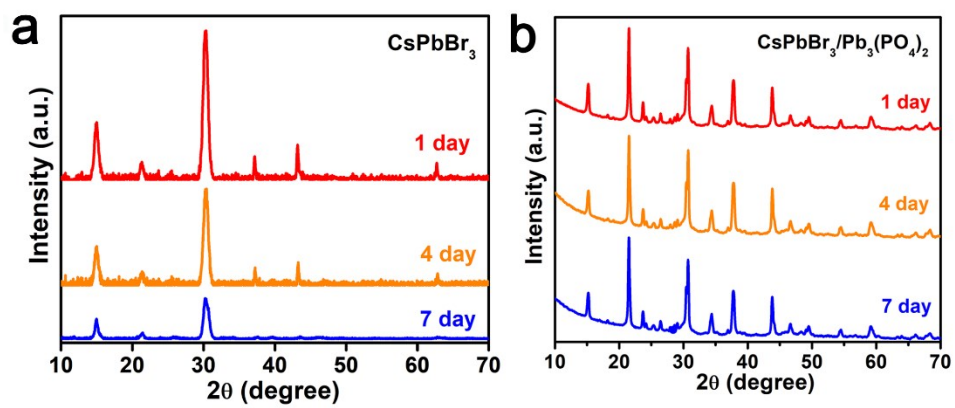 a
CsPbBr₃
1 day
4 day
7 day
Intensity (a.u.)
10 20 30 40 50 60 70
2θ (degree)
b
CsPbBr₃/Pb₃(PO₄)₂
1 day
4 day
7 day
Intensity (a.u.)
10 20 30 40 50 60 70
2θ (degree)